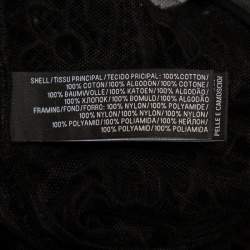 SHELL/TISSU PRINCIPAL/TECIDO PRICIPAL: 100%COTTON/
100% COTON/ 100% ALGODON/ 100% COTONE/
100% BAUMWOLLE/ 100% KATOEN/ 100% ALGODÃO/
100% ХЛОПОК/ 100% BOMULD/ 100% ALGODÃO
FRAMING/FOND/FORRO: 100% NYLON/ 100% POLYAMIDE/
100% NYLON/ 100% NYLON/ 100% NYLON/
100% POLYAMID/ 100% POLIAMIDA/ 100% НЕЙЛОН/
100% POLYAMID/ 100% POLIAMIDA
PELLE E CAMOSCIO/